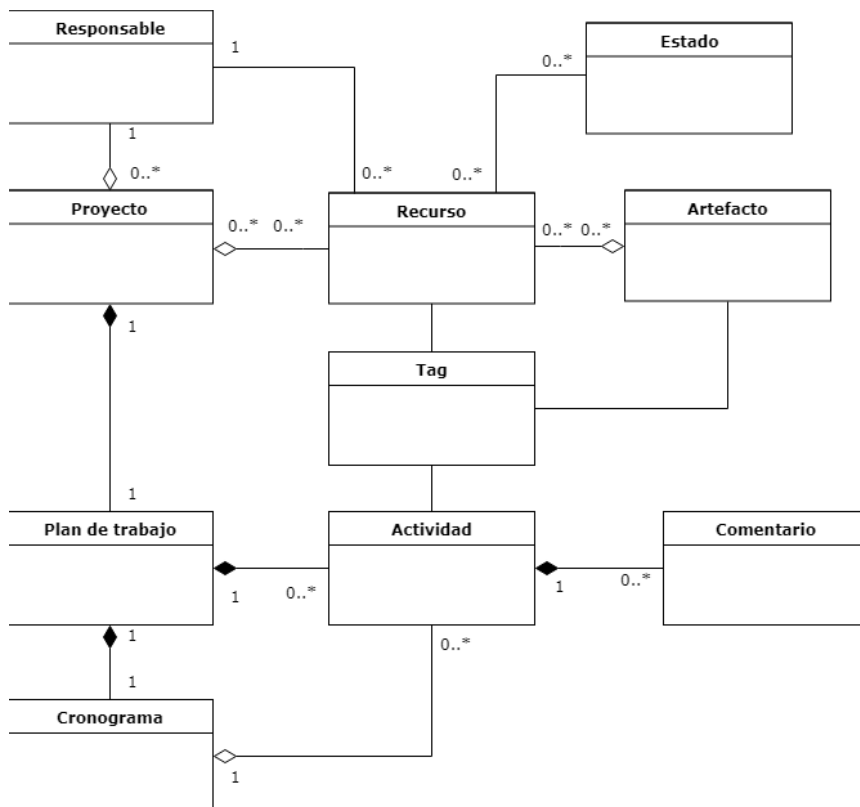 Responsable
Estado
1
0..*
1
0..*
0..*
0..*
Proyecto
Recurso
Artefacto
0..* 0..*
0..* 0..*
1
Tag
1
Plan de trabajo
Actividad
Comentario
1
0..*
1
0..*
1
0..*
1
Cronograma
1